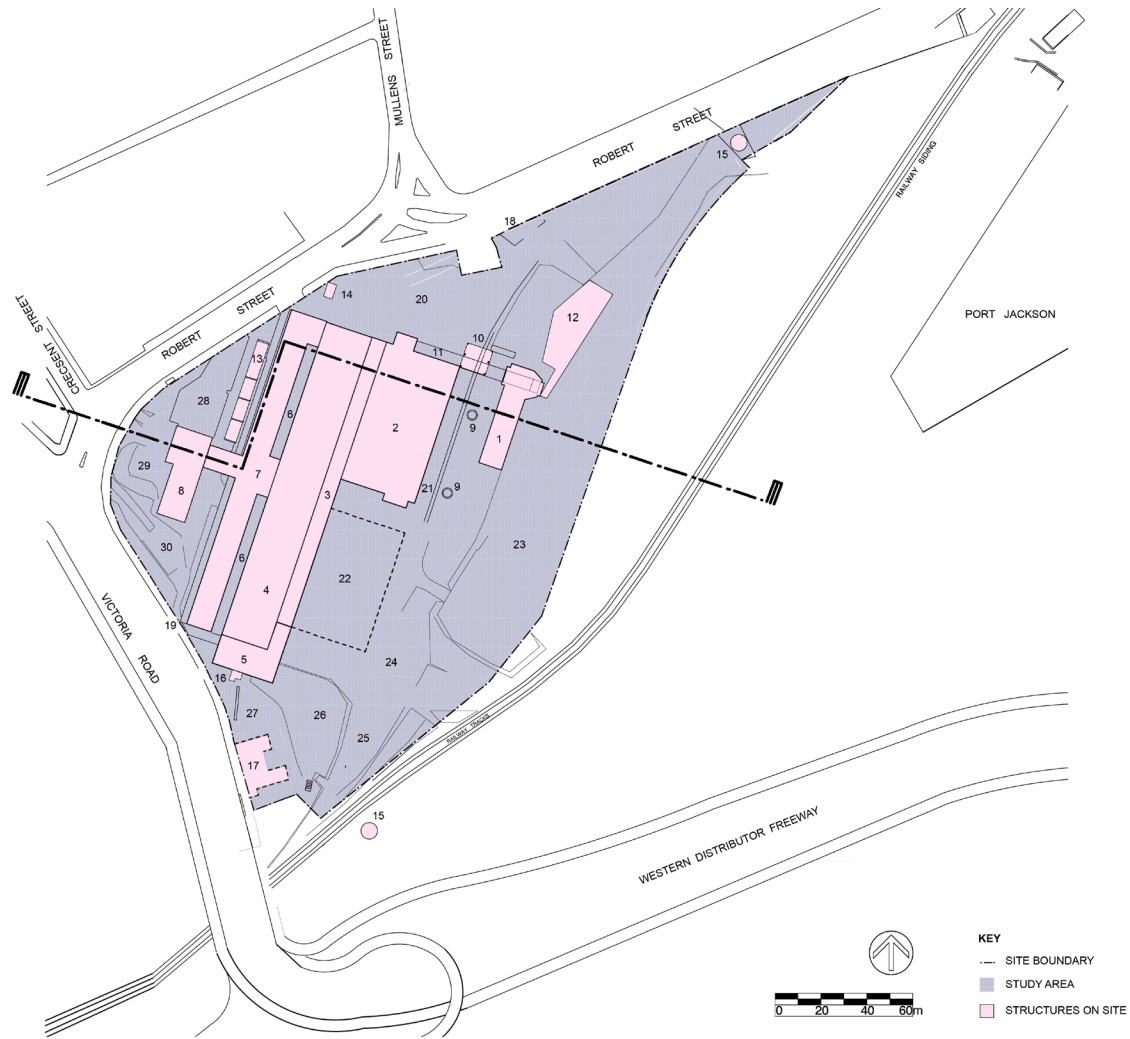 MULLENS STREET
ROBERT STREET
15
RAILWAY SIDING
18
CRECSENT STREET
ROBERT STREET
14
20
12
PORT JACKSON
10
11
13
6
28
9
2
1
7
29
8
3
21
9
30
6
23
4
22
19
VICTORIA ROAD
5
24
16
27
26
25
RAILWAY TRACKS
17
15
WESTERN DISTRIBUTOR FREEWAY
KEY
SITE BOUNDARY
STUDY AREA
STRUCTURES ON SITE
0 20 40 60m